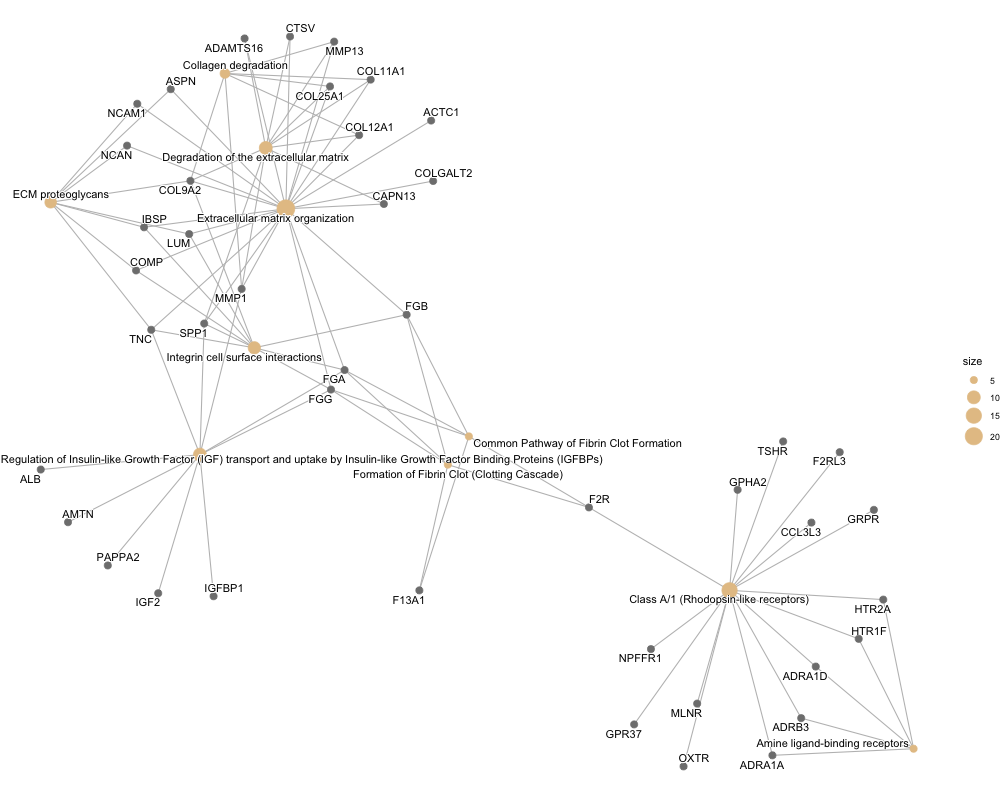 CTSV
ADAMTS16
MMP13
Collagen degradation
COL11A1
ASPN
COL25A1
NCAM1
ACTC1
COL12A1
NCAN
Degradation of the extracellular matrix
COLGALT2
COL9A2
ECM proteoglycans
CAPN13
IBSP
Extracellular matrix organization
LUM
COMP
MMP1
FGB
TNC
SPP1
Integrin cell surface interactions
size
FGA
5
FGG
10
15
20
Common Pathway of Fibrin Clot Formation
TSHR
Regulation of Insulin-like Growth Factor (IGF) transport and uptake by Insulin-like Growth Factor Binding Proteins (IGFBPs)
F2RL3
Formation of Fibrin Clot (Clotting Cascade)
ALB
GPHA2
F2R
AMTN
GRPR
CCL3L3
PAPPA2
IGFBP1
IGF2
F13A1
Class A/1 (Rhodopsin-like receptors)
HTR2A
HTR1F
NPFFR1
ADRA1D
MLNR
ADRB3
GPR37
Amine ligand-binding receptors
OXTR
ADRA1A